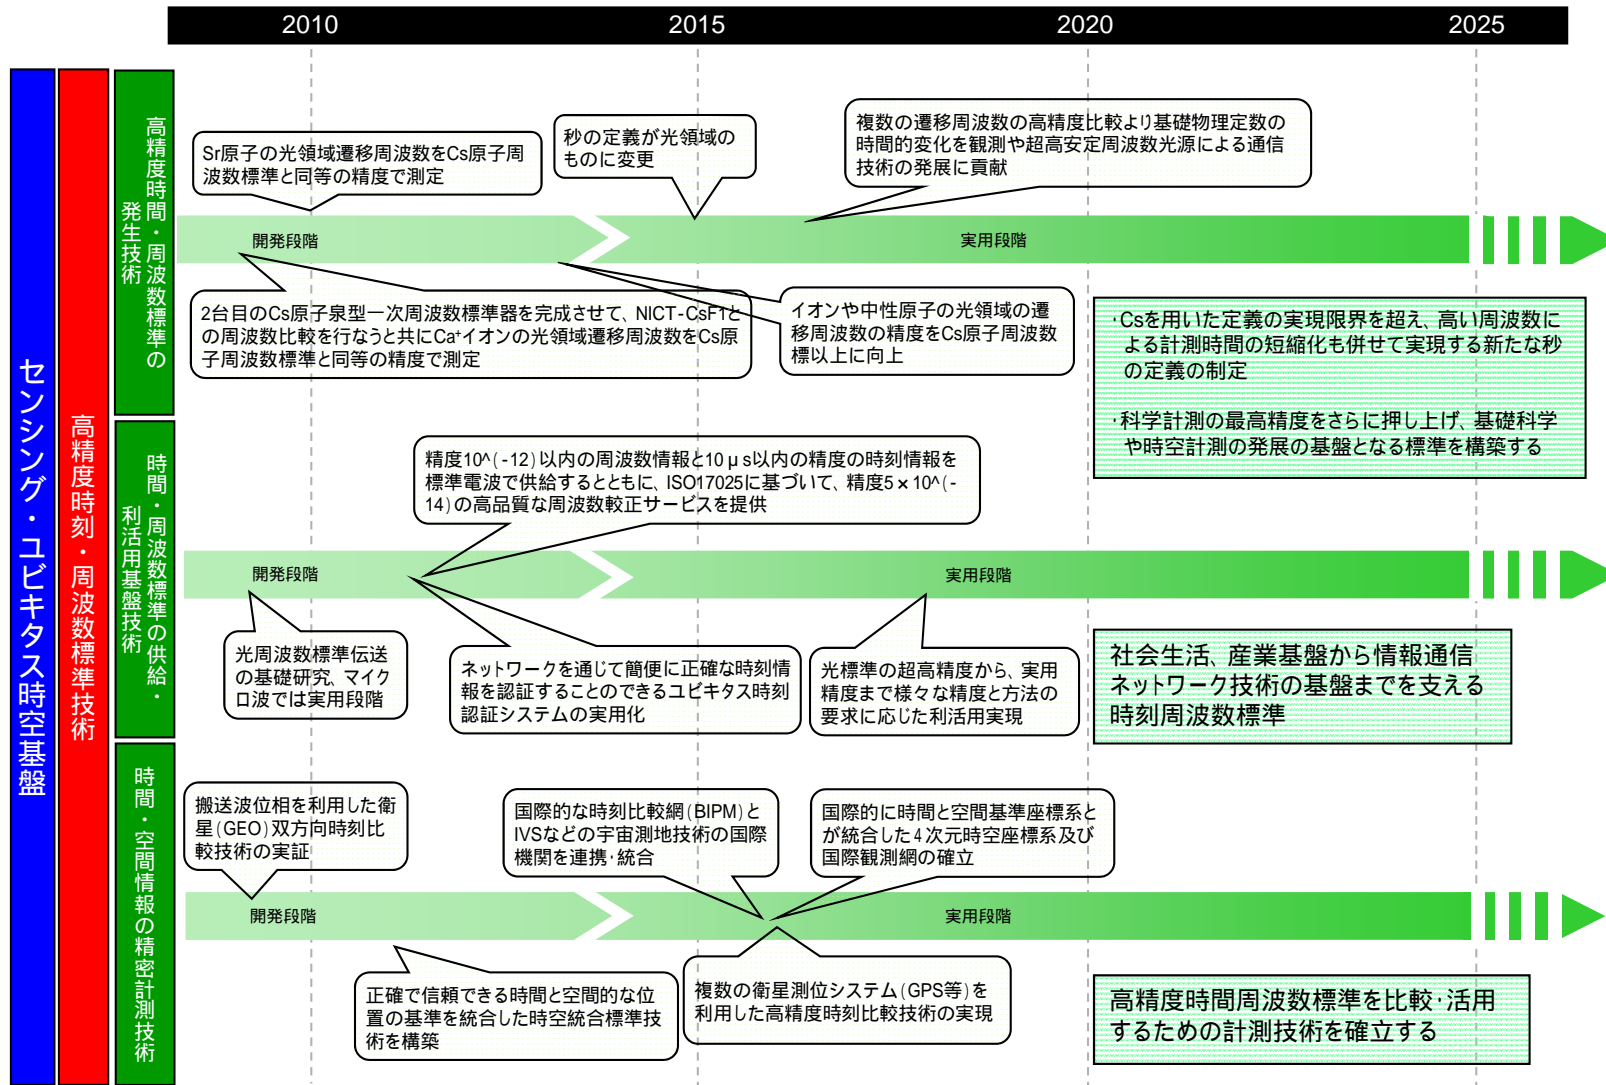 2010
2015
2020
2025
センシング・ユビキタス時空基盤
高精度時刻・周波数標準技術
高精度時間・周波数標準の
発生技術
Sr原子の光領域遷移周波数をCs原子周
波数標準と同等の精度で測定
秒の定義が光領域の
ものに変更
複数の遷移周波数の高精度比較より基礎物理定数の
時間的変化を観測や超高安定周波数光源による通信
技術の発展に貢献
開発段階
実用段階
2台目のCs原子泉型一次周波数標準器を完成させて、NICT-CsF1と
の周波数比較を行なうと共にCa⁺イオンの光領域遷移周波数をCs原
子周波数標準と同等の精度で測定
イオンや中性原子の光領域の遷
移周波数の精度をCs原子周波数
標以上に向上
・Csを用いた定義の実現限界を超え、高い周波数に
よる計測時間の短縮化も併せて実現する新たな秒
の定義の制定
・科学計測の最高精度をさらに押し上げ、基礎科学
や時空計測の発展の基盤となる標準を構築する
時間・周波数標準の供給・
利活用基盤技術
精度10^(-12)以内の周波数情報と10μs以内の精度の時刻情報を
標準電波で供給するとともに、ISO17025に基づいて、精度5×10^(-
14)の高品質な周波数較正サービスを提供
開発段階
実用段階
光周波数標準伝送
の基礎研究、マイク
ロ波では実用段階
ネットワークを通じて簡便に正確な時刻情
報を認証することのできるユビキタス時刻
認証システムの実用化
光標準の超高精度から、実用
精度まで様々な精度と方法の
要求に応じた利活用実現
社会生活、産業基盤から情報通信
ネットワーク技術の基盤までを支える
時刻周波数標準
時間・空間情報の精密計測技術
搬送波位相を利用した衛
星(GEO)双方向時刻比
較技術の実証
国際的な時刻比較網(BIPM)と
IVSなどの宇宙測地技術の国際
機関を連携・統合
国際的に時間と空間基準座標系と
が統合した4次元時空座標系及び
国際観測網の確立
開発段階
実用段階
正確で信頼できる時間と空間的な位
置の基準を統合した時空統合標準技
術を構築
複数の衛星測位システム(GPS等)を
利用した高精度時刻比較技術の実現
高精度時間周波数標準を比較・活用
するための計測技術を確立する